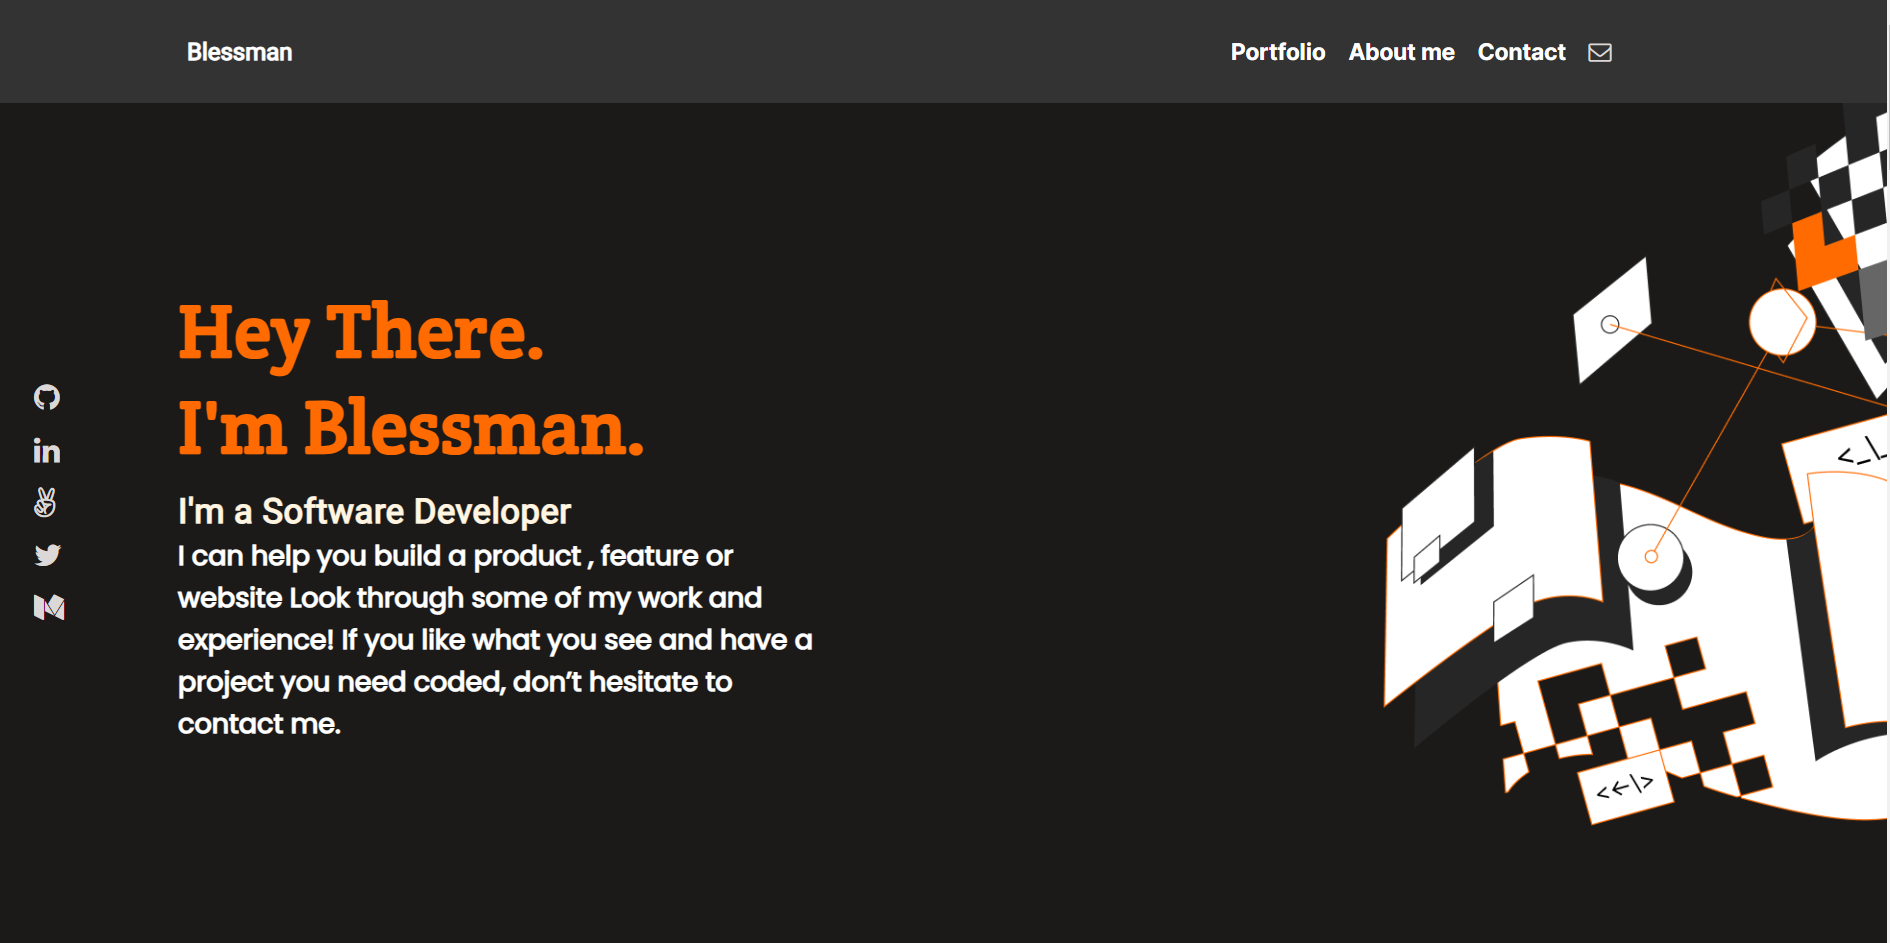 Blessman
Portfolio About me Contact
Hey There.
I'm Blessman.
I'm a Software Developer
I can help you build a product , feature or
website Look through some of my work and
experience! If you like what you see and have a
project you need coded, don’t hesitate to
contact me.
<_\_
<←\>